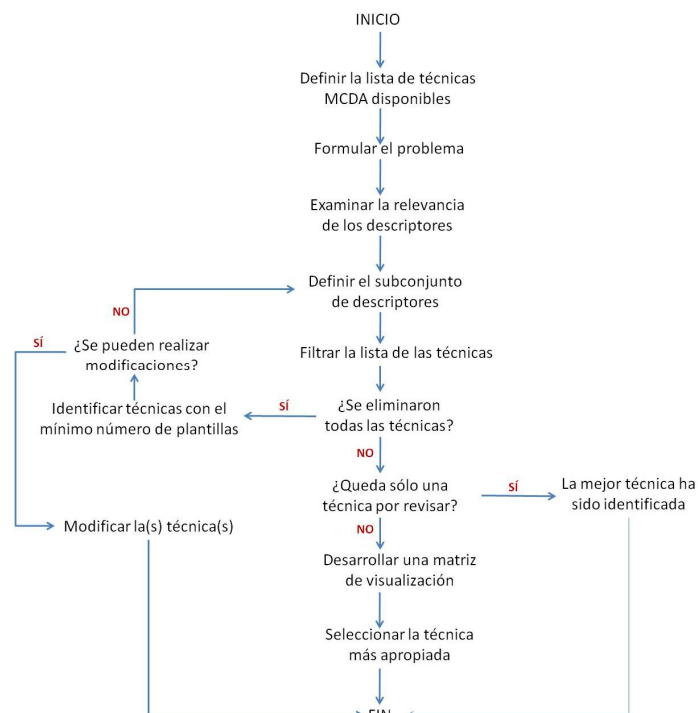 INICIO
Definir la lista de técnicas
MCDA disponibles
Formular el problema
Examinar la relevancia
de los descriptores
Definir el subconjunto
de descriptores
NO
SÍ
¿Se pueden realizar
modificaciones?
Filtrar la lista de las técnicas
Identificar técnicas con el
mínimo número de plantillas
SÍ
¿Se eliminaron
todas las técnicas?
NO
¿Queda sólo una
técnica por revisar?
SÍ
La mejor técnica ha
sido identificada
NO
Modificar la(s) técnica(s)
Desarrollar una matriz
de visualización
Seleccionar la técnica
más apropiada
FIN